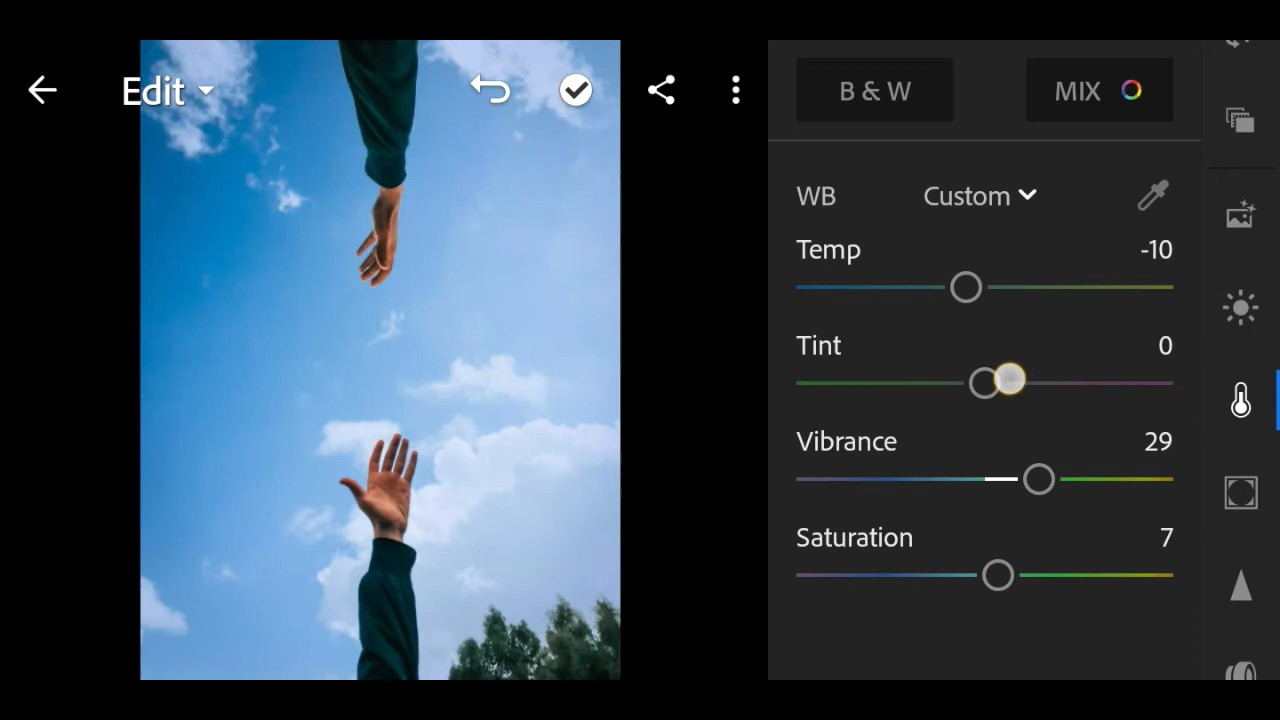 Edit
B & W
MIX
WB Custom
Temp -10
Tint 0
Vibrance 29
Saturation 7